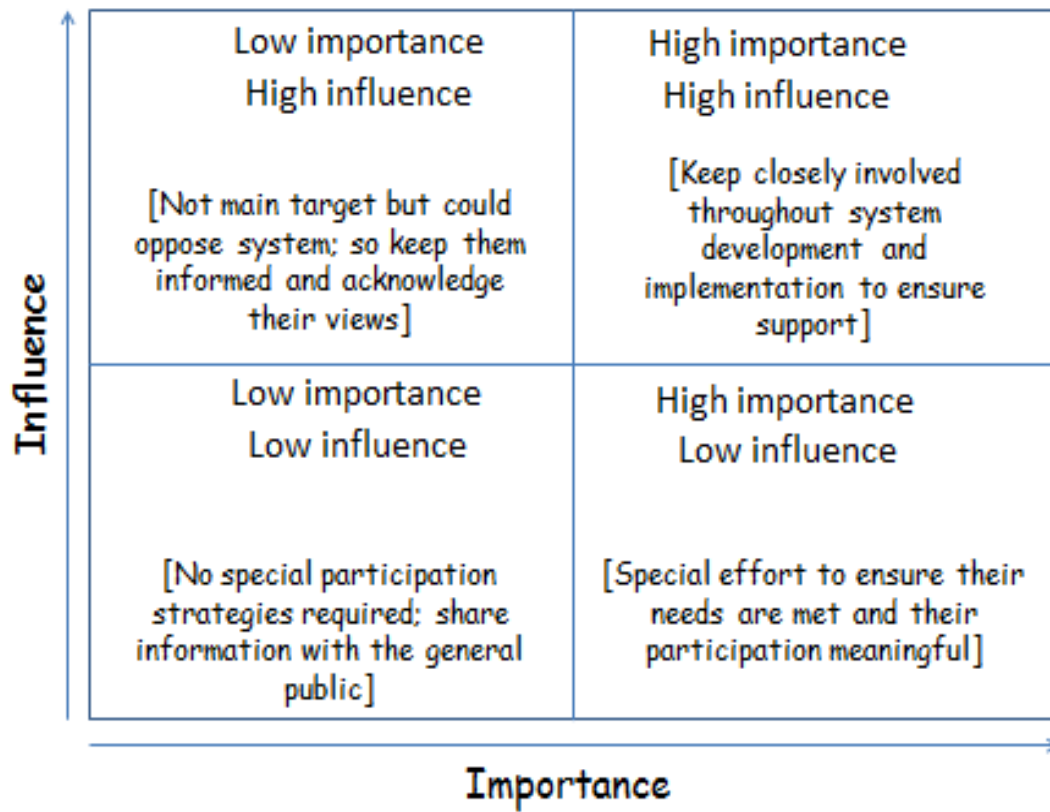 Low importance
High influence
[Not main target but could
oppose system; so keep them
informed and acknowledge
their views]
High importance
High influence
[Keep closely involved
throughout system
development and
implementation to ensure
support]
Influence
Low importance
Low influence
[No special participation
strategies required; share
information with the general
public]
High importance
Low influence
[Special effort to ensure their
needs are met and their
participation meaningful]
Importance